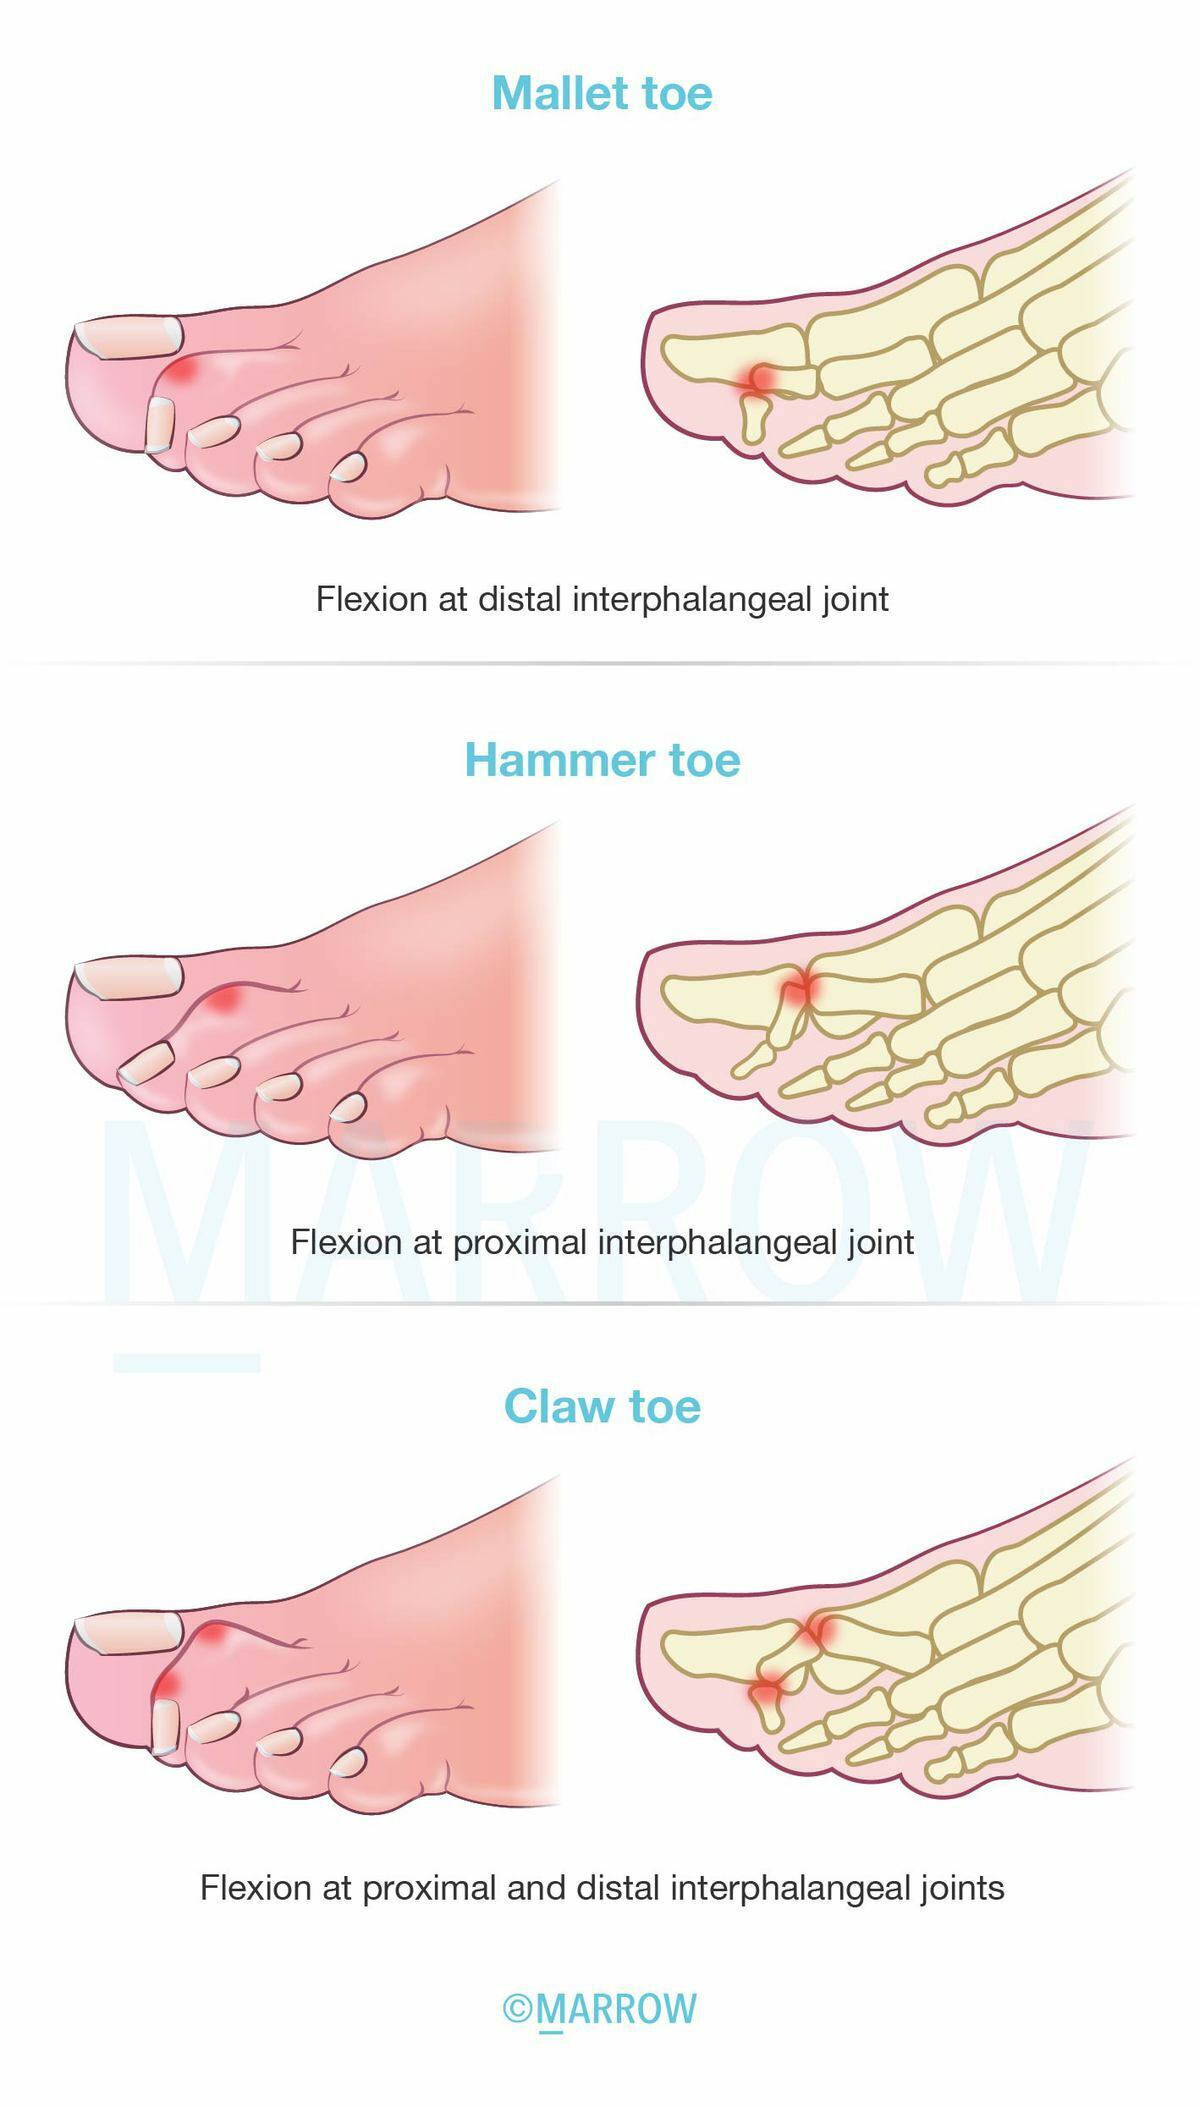 Mallet toe
Flexion at distal interphalangeal joint
Hammer toe
MARROW
Flexion at proximal interphalangeal joint
Claw toe
Flexion at proximal and distal interphalangeal joints
©MARROW